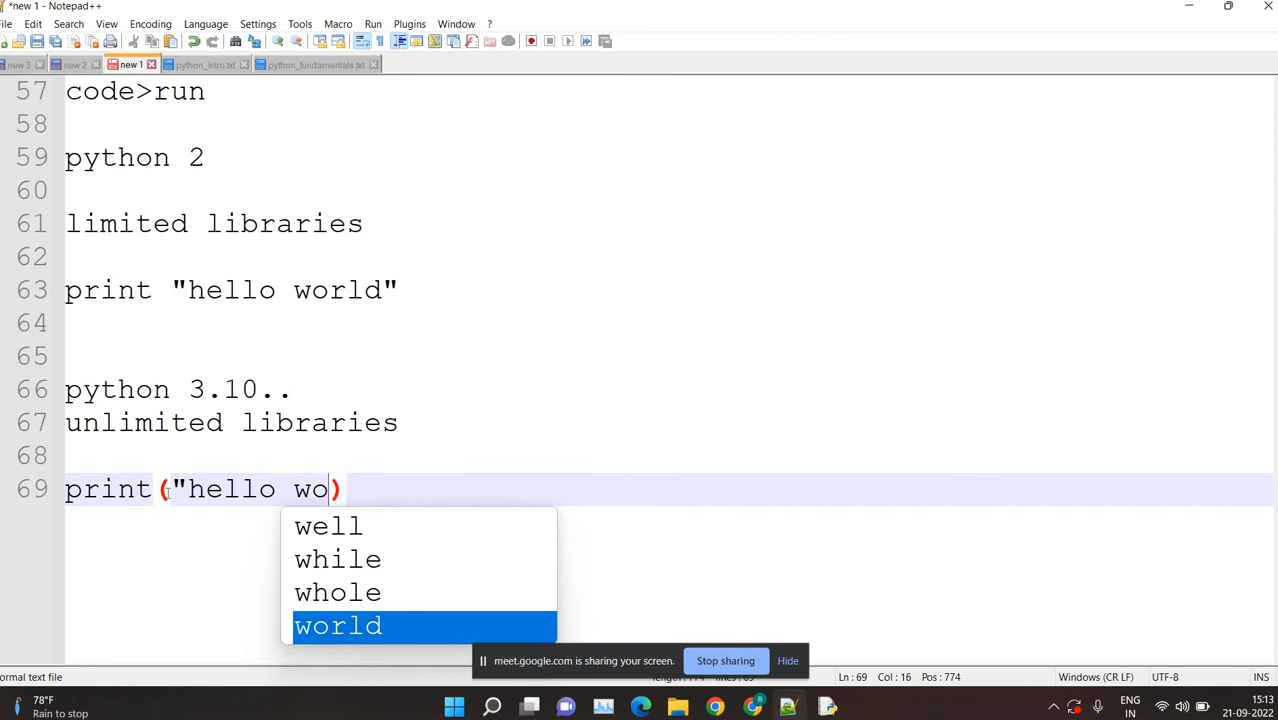 *new 1 - Notepad++
File Edit Search View Encoding Language Settings Tools Macro Run Plugins Window ?
new 3 new 2 new 1 python_intro.txt python_fundamentals.txt
57 code>run
58
59 python 2
60
61 limited libraries
62
63 print "hello world"
64
65
66 python 3.10..
67 unlimited libraries
68
69 print("hello wo)
well
while
whole
world
meet.google.com is sharing your screen. Stop sharing Hide
ormal text file Ln: 69 Col: 16 Pos: 774 Windows (CR LF) UTF-8 INS
78°F
Rain to stop
ENG
IN
15:13
21-09-2022